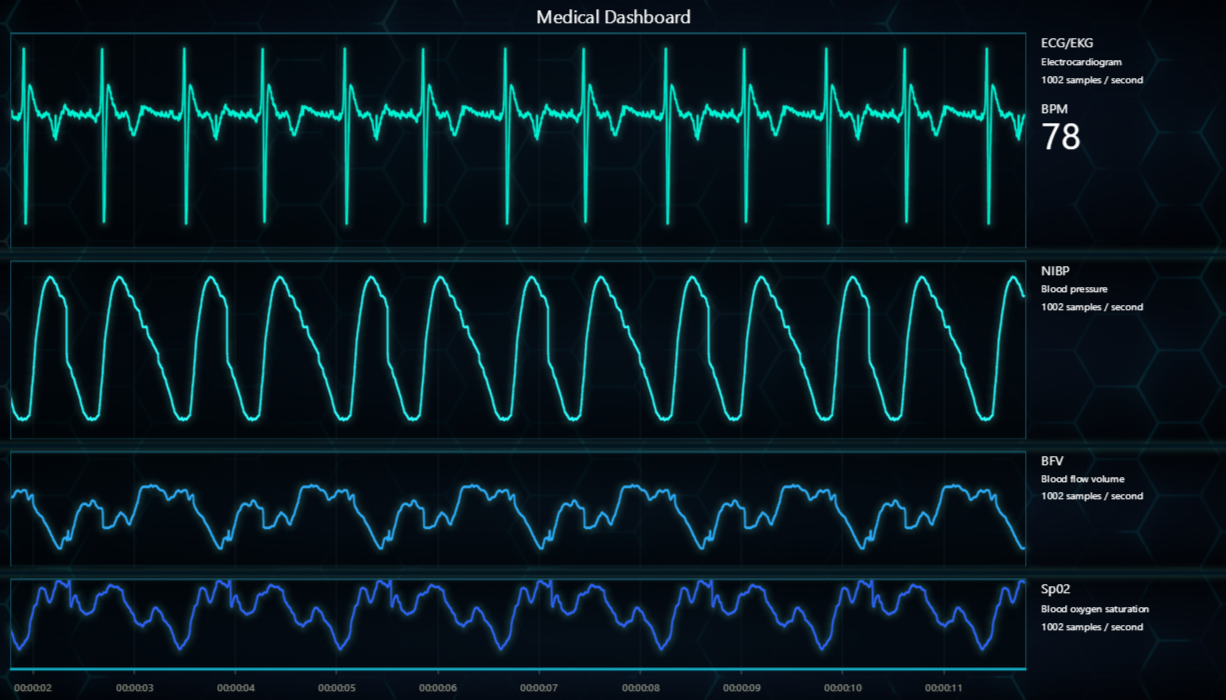 Medical Dashboard
ECG/EKG
Electrocardiogram
1002 samples / second
BPM
78
NIBP
Blood pressure
1002 samples / second
BFV
Blood flow volume
1002 samples / second
Sp02
Blood oxygen saturation
1002 samples / second
00:00:02 00:00:03 00:00:04 00:00:05 00:00:06 00:00:07 00:00:08 00:00:09 00:00:10 00:00:11